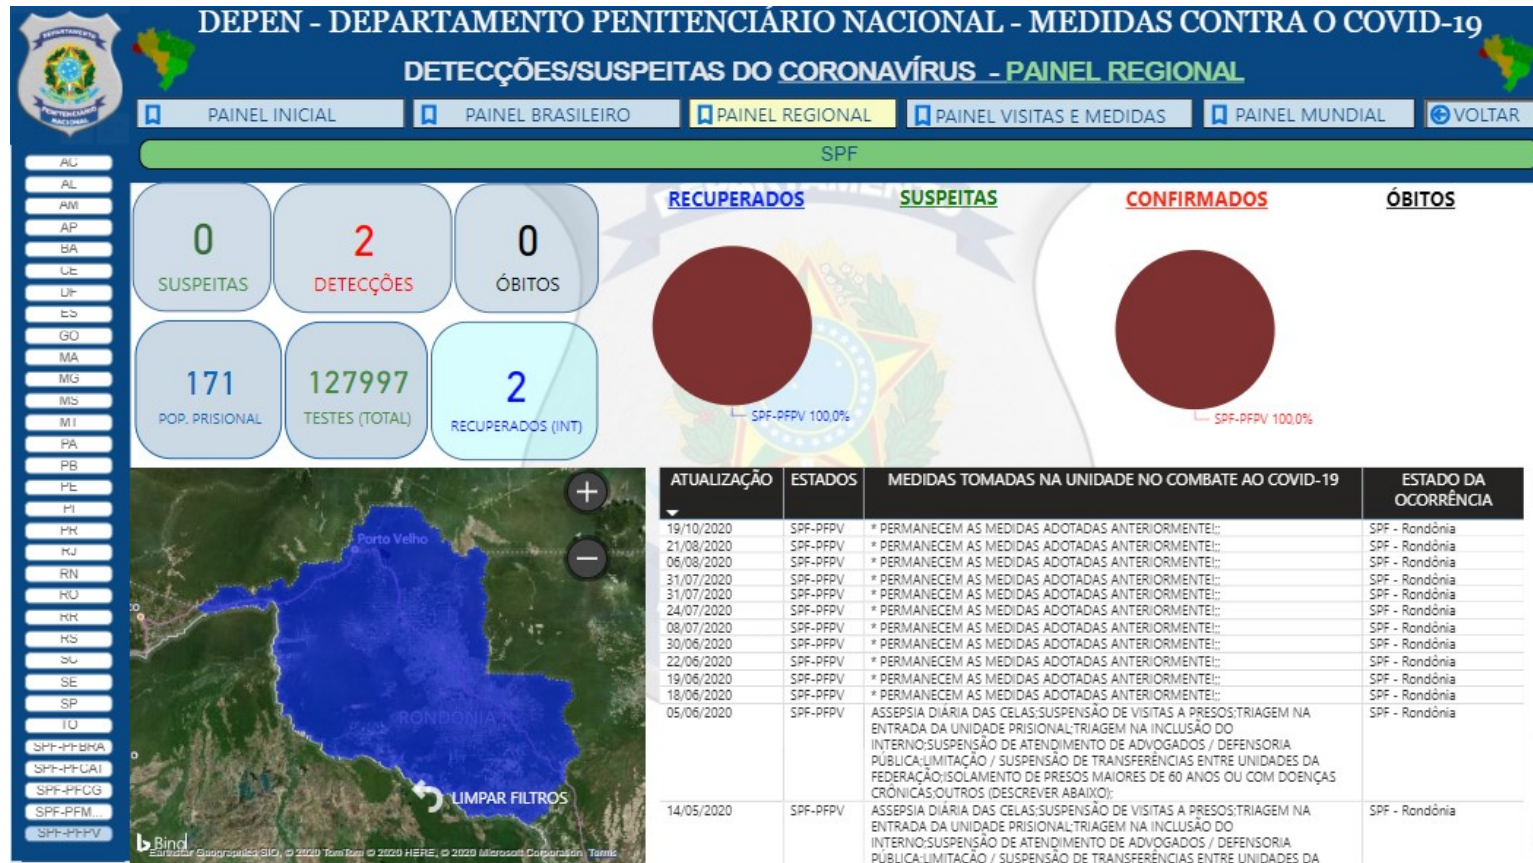 DEPEN - DEPARTAMENTO PENITENCIÁRIO NACIONAL - MEDIDAS CONTRA O COVID-19
DETECÇÕES/SUSPEITAS DO CORONAVÍRUS - PAINEL REGIONAL
PAINEL INICIAL
PAINEL BRASILEIRO
PAINEL REGIONAL
PAINEL VISITAS E MEDIDAS
PAINEL MUNDIAL
VOLTAR
SPF
AC
AL
AM
AP
BA
CE
DF
ES
GO
MA
MG
MS
MT
PA
PB
PE
PI
PR
RJ
RN
RO
RR
RS
SC
SE
SP
TO
SPF-PFBRA
SPF-PFCAT
SPF-PFCG
SPF-PFM...
SPF-PFPV
0
SUSPEITAS
2
DETECÇÕES
0
ÓBITOS
171
POP. PRISIONAL
127997
TESTES (TOTAL)
2
RECUPERADOS (INT)
RECUPERADOS
SUSPEITAS
CONFIRMADOS
ÓBITOS
SPF-PFPV 100,0%
SPF-PFPV 100,0%
Porto Velho
RONDÔNIA
LIMPAR FILTROS
Bing
Earthstar Geographics SIO, © 2020 TomTom © 2020 HERE, © 2020 Microsoft Corporation Terms
ATUALIZAÇÃO ESTADOS MEDIDAS TOMADAS NA UNIDADE NO COMBATE AO COVID-19 ESTADO DA
OCORRÊNCIA
19/10/2020 SPF-PFPV * PERMANECEM AS MEDIDAS ADOTADAS ANTERIORMENTE!;; SPF - Rondônia
21/08/2020 SPF-PFPV * PERMANECEM AS MEDIDAS ADOTADAS ANTERIORMENTE!;; SPF - Rondônia
06/08/2020 SPF-PFPV * PERMANECEM AS MEDIDAS ADOTADAS ANTERIORMENTE!;; SPF - Rondônia
31/07/2020 SPF-PFPV * PERMANECEM AS MEDIDAS ADOTADAS ANTERIORMENTE!;; SPF - Rondônia
31/07/2020 SPF-PFPV * PERMANECEM AS MEDIDAS ADOTADAS ANTERIORMENTE!;; SPF - Rondônia
24/07/2020 SPF-PFPV * PERMANECEM AS MEDIDAS ADOTADAS ANTERIORMENTE!;; SPF - Rondônia
08/07/2020 SPF-PFPV * PERMANECEM AS MEDIDAS ADOTADAS ANTERIORMENTE!;; SPF - Rondônia
30/06/2020 SPF-PFPV * PERMANECEM AS MEDIDAS ADOTADAS ANTERIORMENTE!;; SPF - Rondônia
22/06/2020 SPF-PFPV * PERMANECEM AS MEDIDAS ADOTADAS ANTERIORMENTE!;; SPF - Rondônia
19/06/2020 SPF-PFPV * PERMANECEM AS MEDIDAS ADOTADAS ANTERIORMENTE!;; SPF - Rondônia
18/06/2020 SPF-PFPV * PERMANECEM AS MEDIDAS ADOTADAS ANTERIORMENTE!;; SPF - Rondônia
05/06/2020 SPF-PFPV ASSEPSIA DIÁRIA DAS CELAS;SUSPENSÃO DE VISITAS A PRESOS;TRIAGEM NA SPF - Rondônia
ENTRADA DA UNIDADE PRISIONAL;TRIAGEM NA INCLUSÃO DO
INTERNO;SUSPENSÃO DE ATENDIMENTO DE ADVOGADOS / DEFENSORIA
PÚBLICA;LIMITAÇÃO / SUSPENSÃO DE TRANSFERÊNCIAS ENTRE UNIDADES DA
FEDERAÇÃO;ISOLAMENTO DE PRESOS MAIORES DE 60 ANOS OU COM DOENÇAS
CRÔNICAS;OUTROS (DESCREVER ABAIXO);
14/05/2020 SPF-PFPV ASSEPSIA DIÁRIA DAS CELAS;SUSPENSÃO DE VISITAS A PRESOS;TRIAGEM NA SPF - Rondônia
ENTRADA DA UNIDADE PRISIONAL;TRIAGEM NA INCLUSÃO DO
INTERNO;SUSPENSÃO DE ATENDIMENTO DE ADVOGADOS / DEFENSORIA
PÚBLICA;LIMITAÇÃO / SUSPENSÃO DE TRANSFERÊNCIAS ENTRE UNIDADES DA